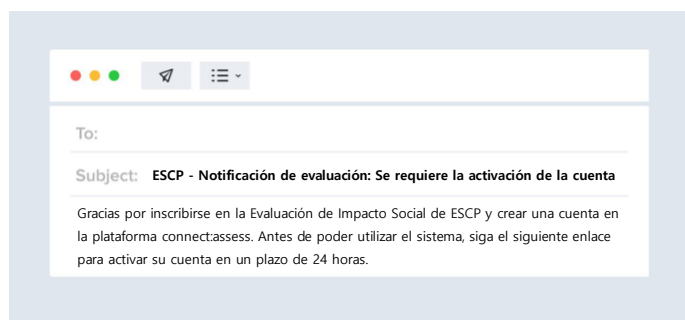 To:
Subject: ESCP - Notificación de evaluación: Se requiere la activación de la cuenta
Gracias por inscribirse en la Evaluación de Impacto Social de ESCP y crear una cuenta en
la plataforma connect:assess. Antes de poder utilizar el sistema, siga el siguiente enlace
para activar su cuenta en un plazo de 24 horas.